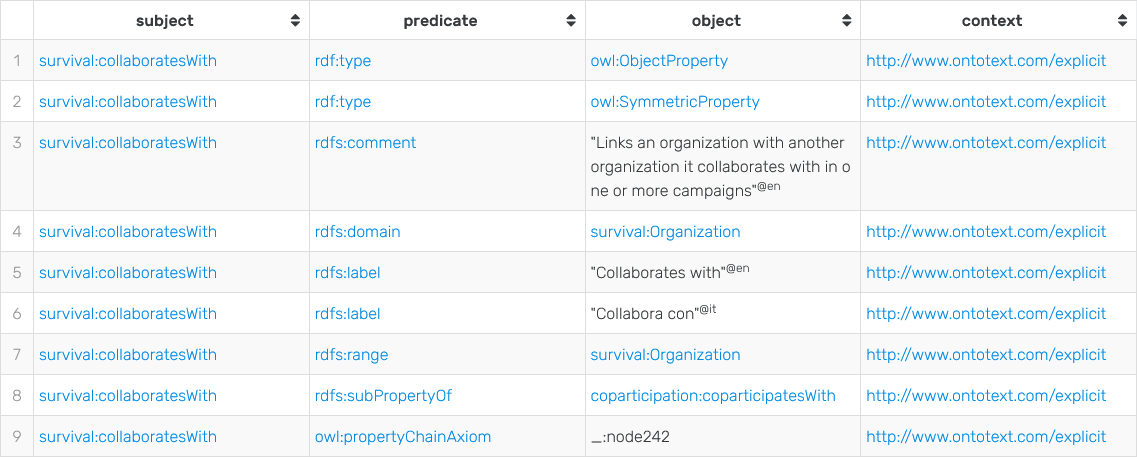 subject predicate object context
1 survival:collaboratesWith rdf:type owl:ObjectProperty http://www.ontotext.com/explicit
2 survival:collaboratesWith rdf:type owl:SymmetricProperty http://www.ontotext.com/explicit
3 survival:collaboratesWith rdfs:comment "Links an organization with another http://www.ontotext.com/explicit
organization it collaborates with in o
ne or more campaigns"@en
4 survival:collaboratesWith rdfs:domain survival:Organization http://www.ontotext.com/explicit
5 survival:collaboratesWith rdfs:label "Collaborates with"@en http://www.ontotext.com/explicit
6 survival:collaboratesWith rdfs:label "Collabora con"@it http://www.ontotext.com/explicit
7 survival:collaboratesWith rdfs:range survival:Organization http://www.ontotext.com/explicit
8 survival:collaboratesWith rdfs:subPropertyOf coparticipation:coparticipatesWith http://www.ontotext.com/explicit
9 survival:collaboratesWith owl:propertyChainAxiom _:node242 http://www.ontotext.com/explicit